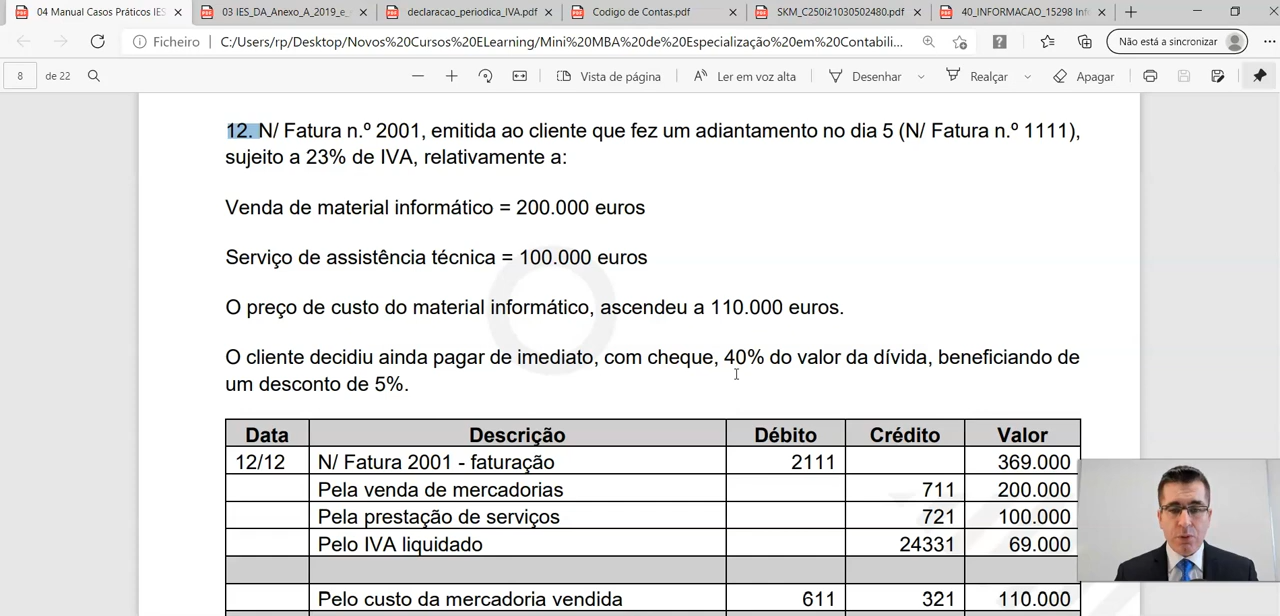 04 Manual Casos Práticos IES
03 IES_DA_Anexo_A_2019_e_
declaracao_periodica_IVA.pdf
Codigo de Contas.pdf
SKM_C250i21030502480.pdf
40_INFORMACAO_15298 Inf
Ficheiro
C:/Users/rp/Desktop/Novos%20Cursos%20ELearning/Mini%20MBA%20de%20Especialização%20em%20Contabili...
Não está a sincronizar
8 de 22
Vista de página
Ler em voz alta
Desenhar
Realçar
Apagar
12. N/ Fatura n.º 2001, emitida ao cliente que fez um adiantamento no dia 5 (N/ Fatura n.º 1111),
sujeito a 23% de IVA, relativamente a:
Venda de material informático = 200.000 euros
Serviço de assistência técnica = 100.000 euros
O preço de custo do material informático, ascendeu a 110.000 euros.
O cliente decidiu ainda pagar de imediato, com cheque, 40% do valor da dívida, beneficiando de
um desconto de 5%.
Data Descrição Débito Crédito Valor
12/12 N/ Fatura 2001 - faturação 2111 369.000
Pela venda de mercadorias 711 200.000
Pela prestação de serviços 721 100.000
Pelo IVA liquidado 24331 69.000
Pelo custo da mercadoria vendida 611 321 110.000